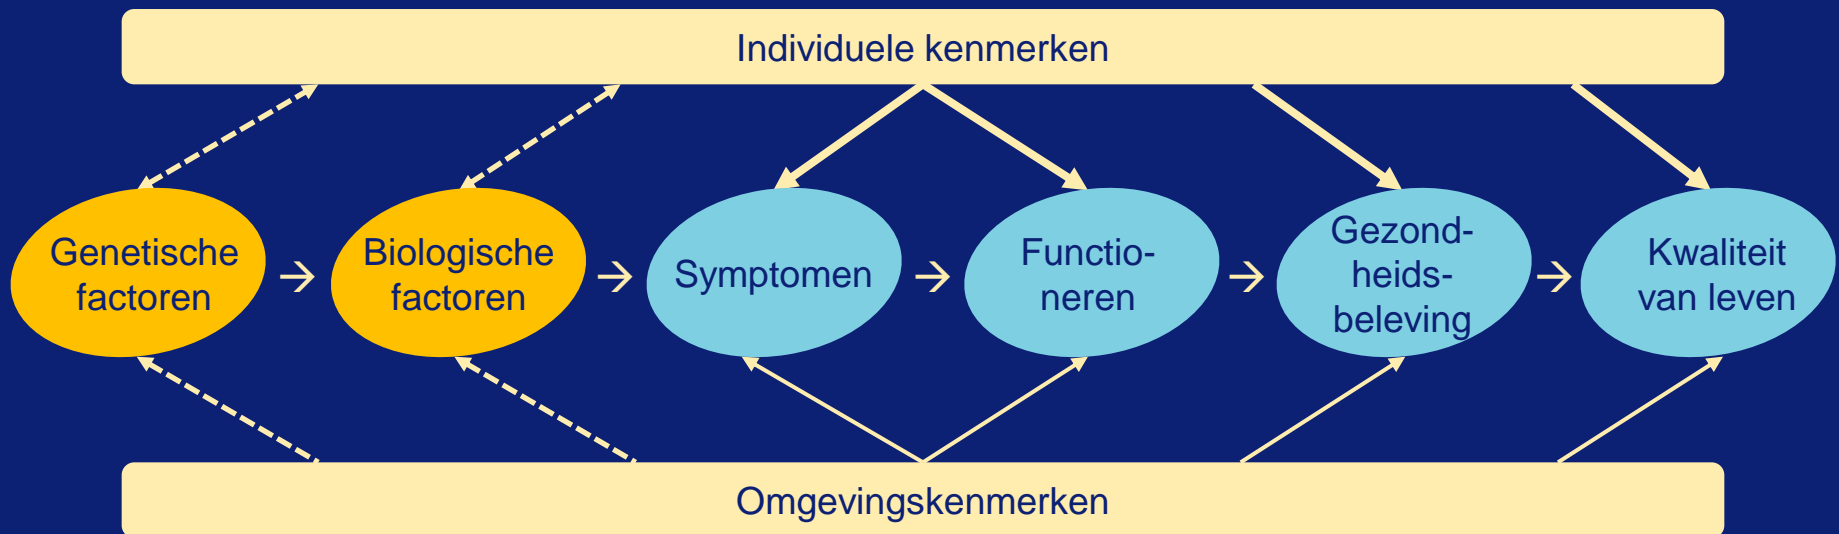 Individuele kenmerken
Genetische
factoren
→
Biologische
factoren
→
Symptomen
→
Functio-
neren
→
Gezond-
heids-
beleving
→
Kwaliteit
van leven
Omgevingskenmerken